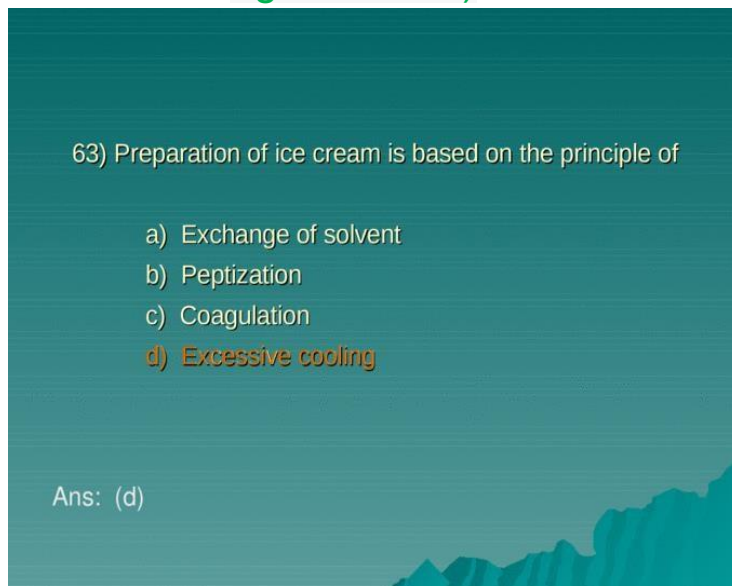 63) Preparation of ice cream is based on the principle of
a) Exchange of solvent
b) Peptization
c) Coagulation
d) Excessive cooling
Ans: (d)